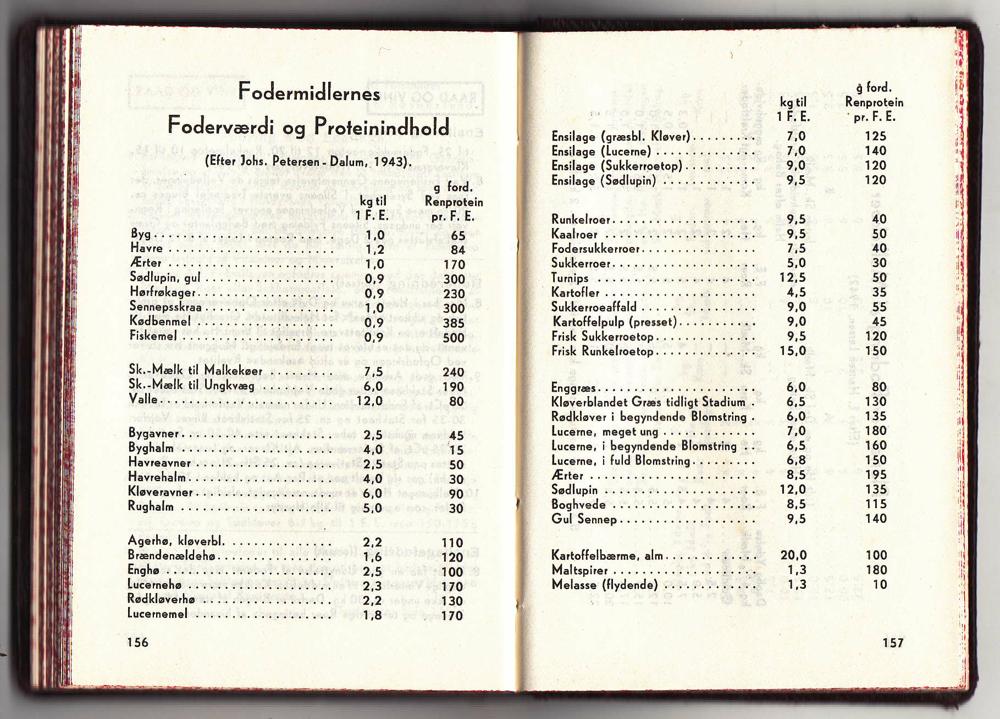 Fodermidlernes
Foderværdi og Proteinindhold
(Efter Johs. Petersen-Dalum, 1943).
kg til 1 F. E. g ford. Renprotein pr. F. E.
Byg 1,0 65
Havre 1,2 84
Ærter 1,0 170
Sødlupin, gul 0,9 300
Hørfrøkager 0,9 230
Sennepsskraa 1,0 300
Kødbenmel 0,9 385
Fiskemel 0,9 500
Sk.-Mælk til Malkekøer 7,5 240
Sk.-Mælk til Ungkvæg 6,0 190
Valle 12,0 80
Bygavner 2,5 45
Byghalm 4,0 15
Havreavner 2,5 50
Havrehalm 4,0 30
Kløveravner 6,0 90
Rughalm 5,0 30
Agerhø, kløverbl. 2,2 110
Brændenældehø 1,6 120
Enghø 2,5 100
Lucernehø 2,3 170
Rødkløverhø 2,2 130
Lucernemel 1,8 170
156
kg til 1 F. E. g ford. Renprotein pr. F. E.
Ensilage (græsbl. Kløver) 7,0 125
Ensilage (Lucerne) 7,0 140
Ensilage (Sukkerroetop) 9,0 120
Ensilage (Sødlupin) 9,5 120
Runkelroer 9,5 40
Kaalroer 9,5 50
Fodersukkerroer 7,5 40
Sukkerroer 5,0 30
Turnips 12,5 50
Kartofler 4,5 35
Sukkerroeaffald 9,0 55
Kartoffelpulp (presset) 9,0 45
Frisk Sukkerroetop 9,5 120
Frisk Runkelroetop 15,0 150
Enggræs 6,0 80
Kløverblandet Græs tidligt Stadium 6,5 130
Rødkløver i begyndende Blomstring 6,0 135
Lucerne, meget ung 7,0 180
Lucerne, i begyndende Blomstring 6,5 160
Lucerne, i fuld Blomstring 6,8 150
Ærter 8,5 195
Sødlupin 12,0 135
Boghvede 8,5 115
Gul Sennep 9,5 140
Kartoffelbærme, alm. 20,0 100
Maltspirer 1,3 180
Melasse (flydende) 1,3 10
157